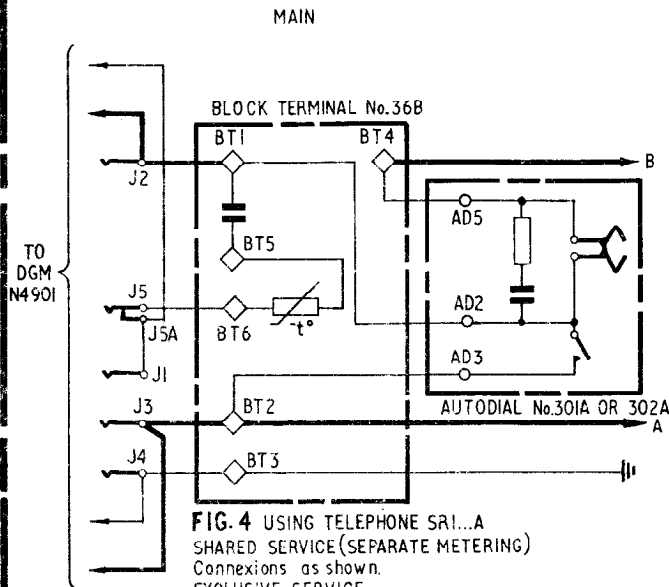 MAIN
BLOCK TERMINAL No.36B
BT1
BT4
B
J2
AD5
BT5
TO
DGM
N4901
J5
J5A
BT6
-t°
AD2
J1
AD3
J3
BT2
AUTODIAL No.301A OR 302A
A
J4
BT3
FIG. 4 USING TELEPHONE SR1...A
SHARED SERVICE (SEPARATE METERING)
Connexions as shown.
EXCLUSIVE SERVICE